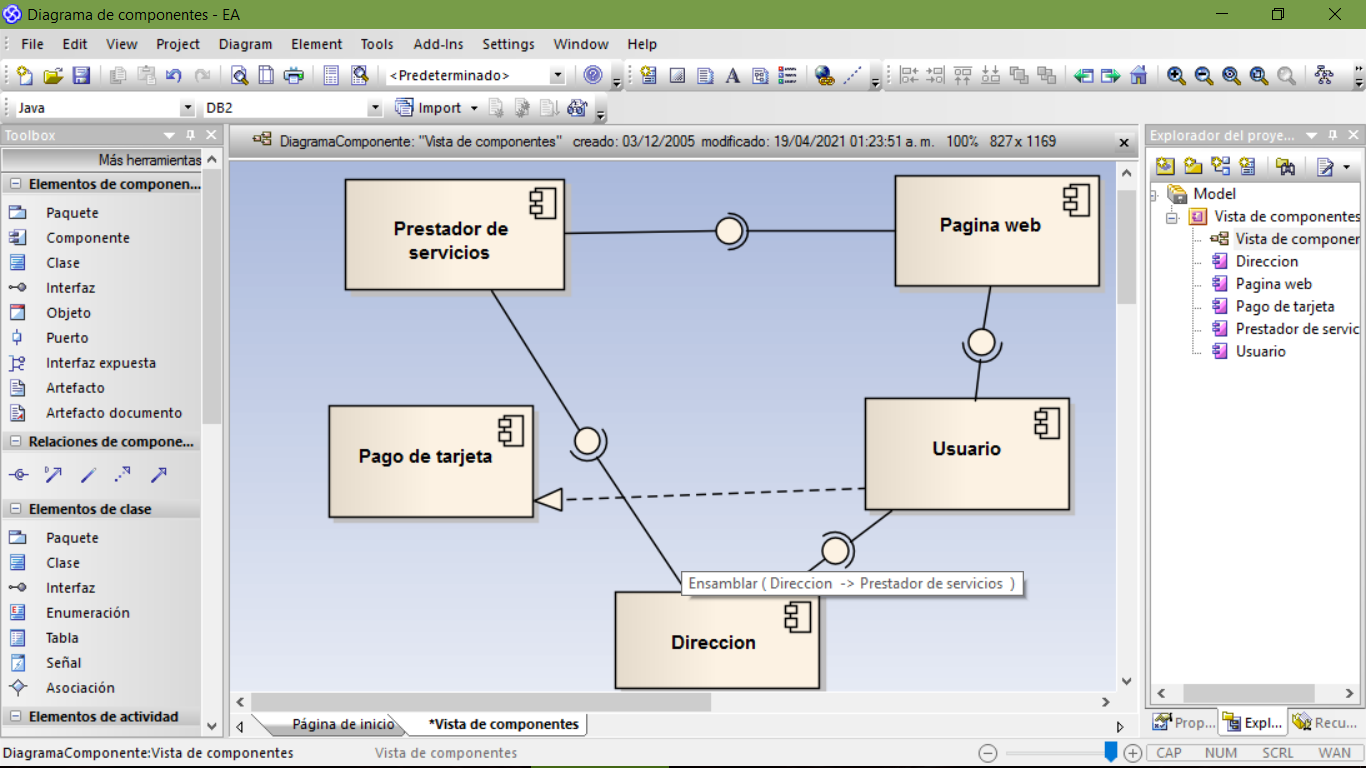 Diagrama de componentes - EA
File Edit View Project Diagram Element Tools Add-Ins Settings Window Help
<Predeterminado>
Java DB2 Import
Toolbox
Más herramientas
Elementos de componen...
Paquete
Componente
Clase
Interfaz
Objeto
Puerto
Interfaz expuesta
Artefacto
Artefacto documento
Relaciones de compone...
Elementos de clase
Paquete
Clase
Interfaz
Enumeración
Tabla
Señal
Asociación
Elementos de actividad
DiagramaComponente: "Vista de componentes" creado: 03/12/2005 modificado: 19/04/2021 01:23:51 a. m. 100% 827 x 1169
Prestador de
servicios
Pagina web
Pago de tarjeta
Usuario
Ensamblar ( Direccion -> Prestador de servicios )
Direccion
Página de inicio *Vista de componentes
Explorador del proye...
Model
Vista de componentes
Vista de componer
Direccion
Pagina web
Pago de tarjeta
Prestador de servic
Usuario
Prop... Expl... Recu...
DiagramaComponente:Vista de componentes Vista de componentes CAP NUM SCRL WAN